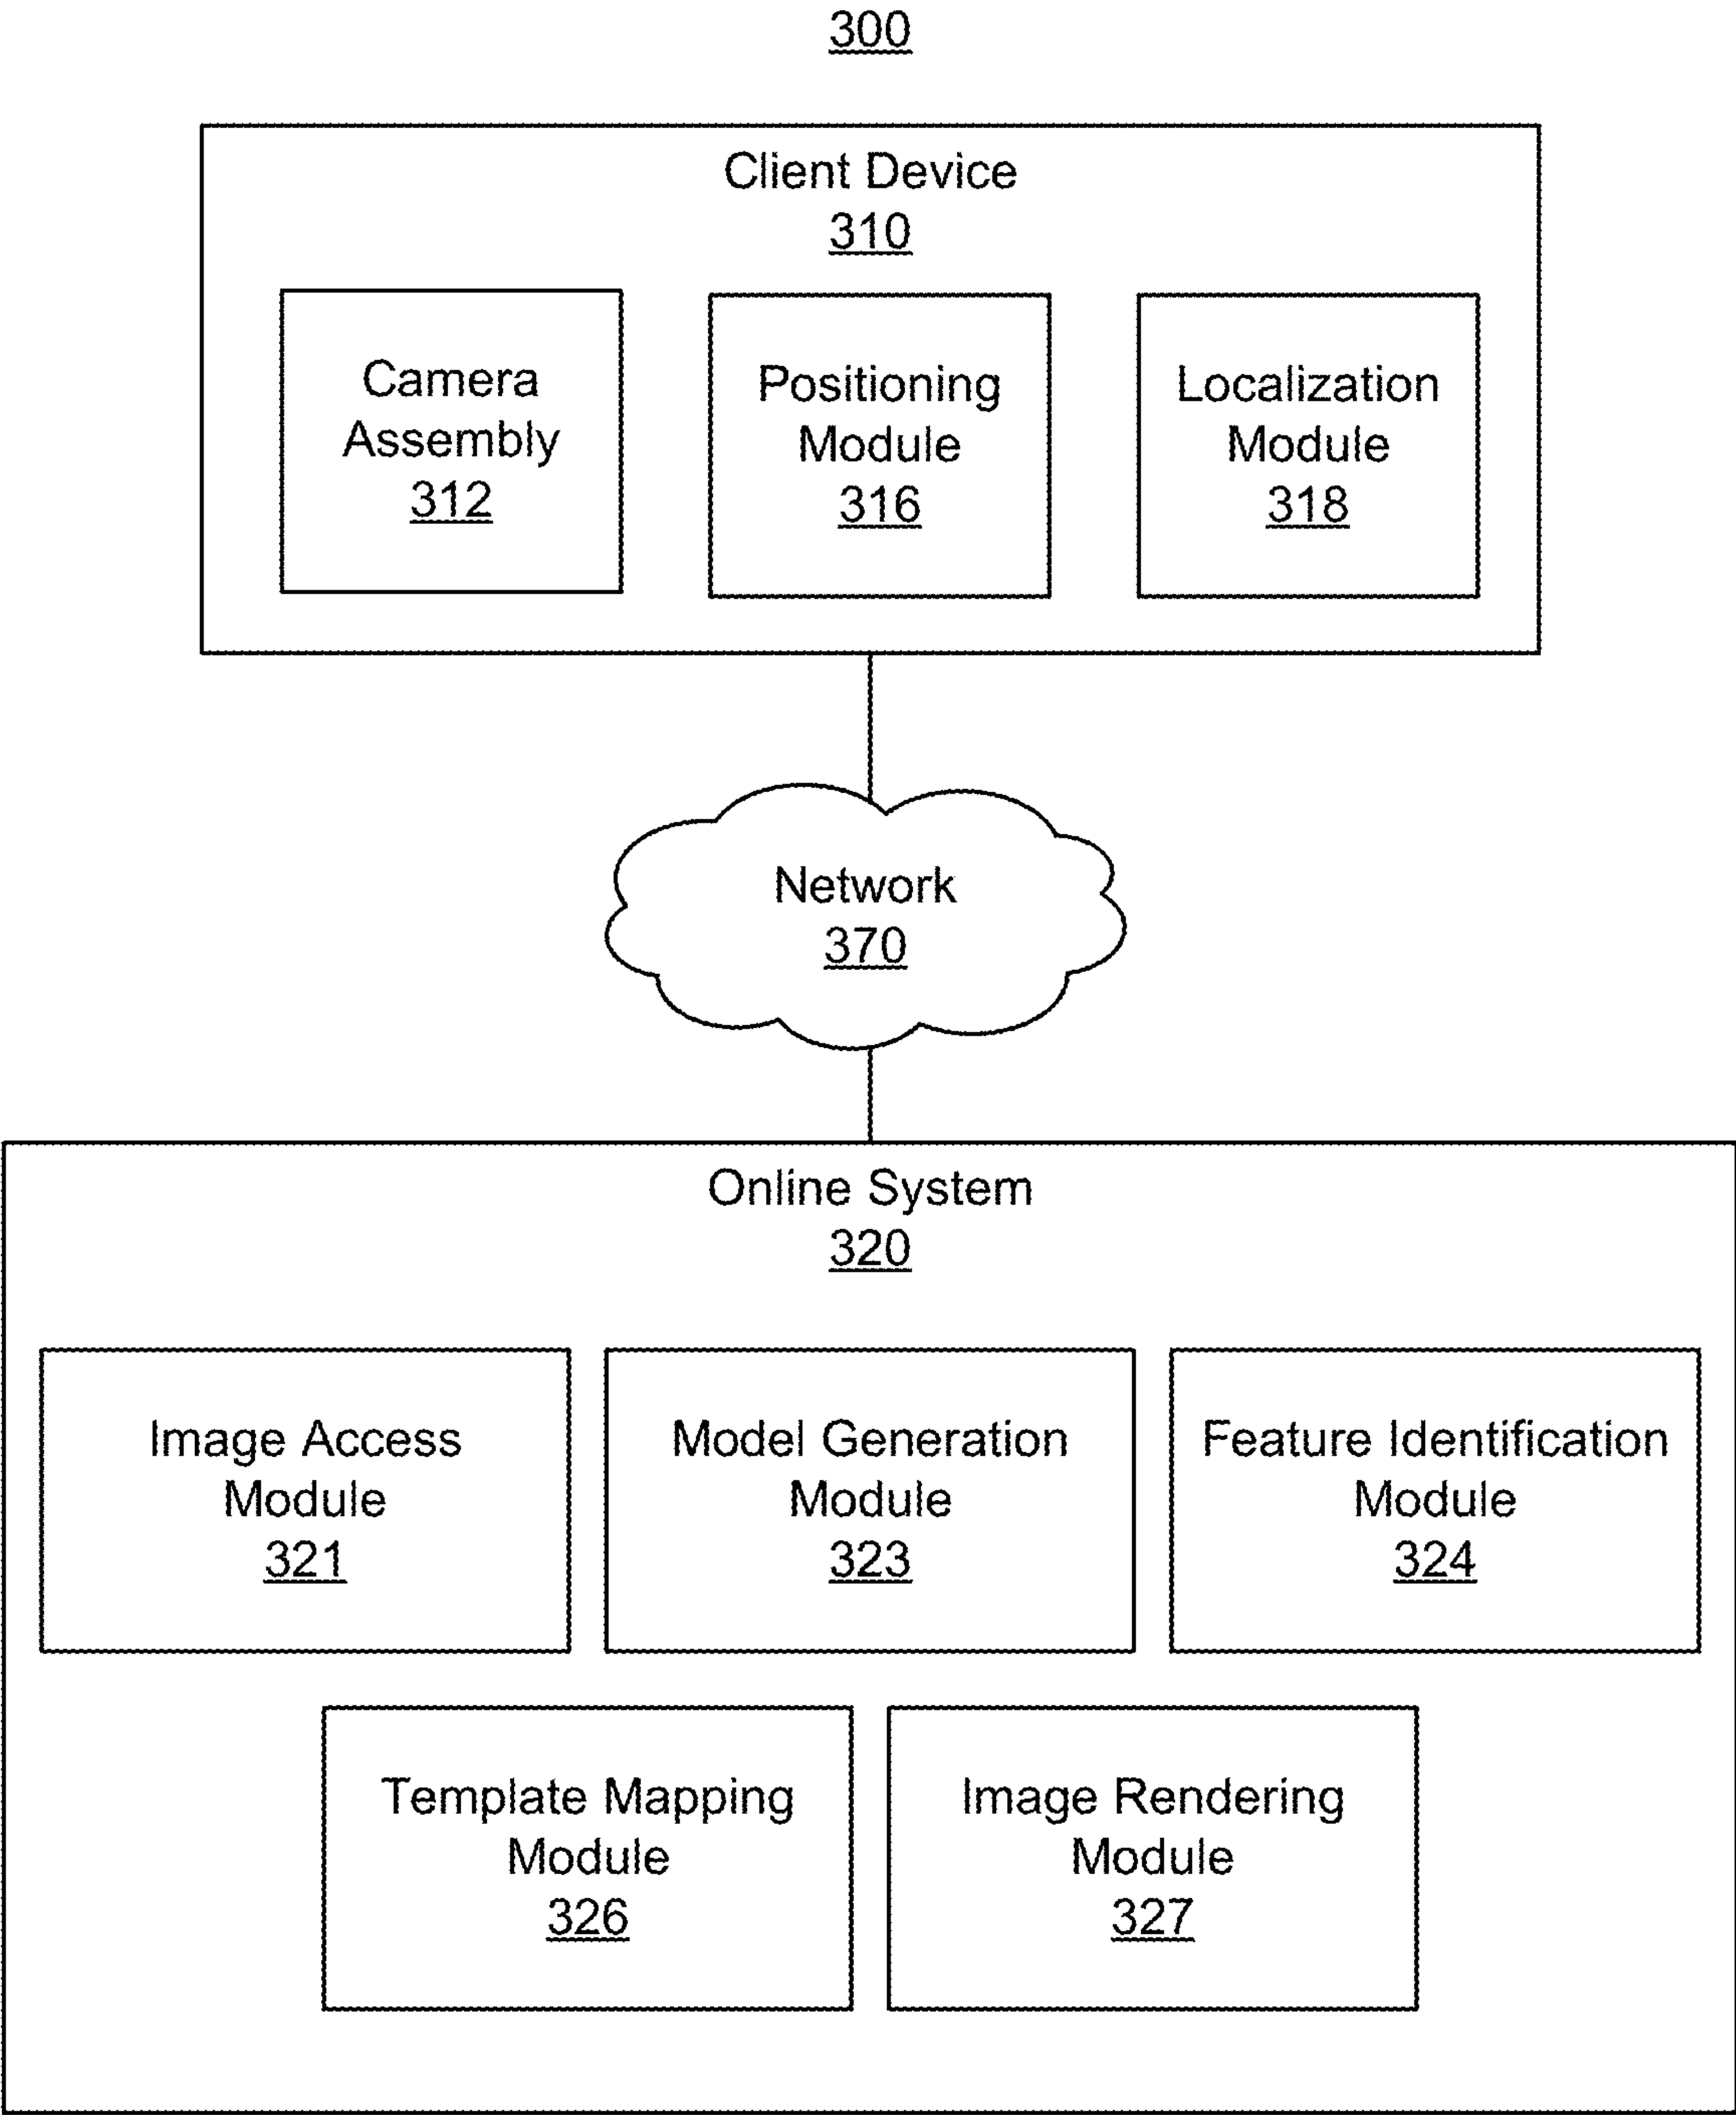 300
Client Device
310
Camera
Assembly
312
Positioning
Module
316
Localization
Module
318
Network
370
Online System
320
Image Access
Module
321
Model Generation
Module
323
Feature Identification
Module
324
Template Mapping
Module
326
Image Rendering
Module
327